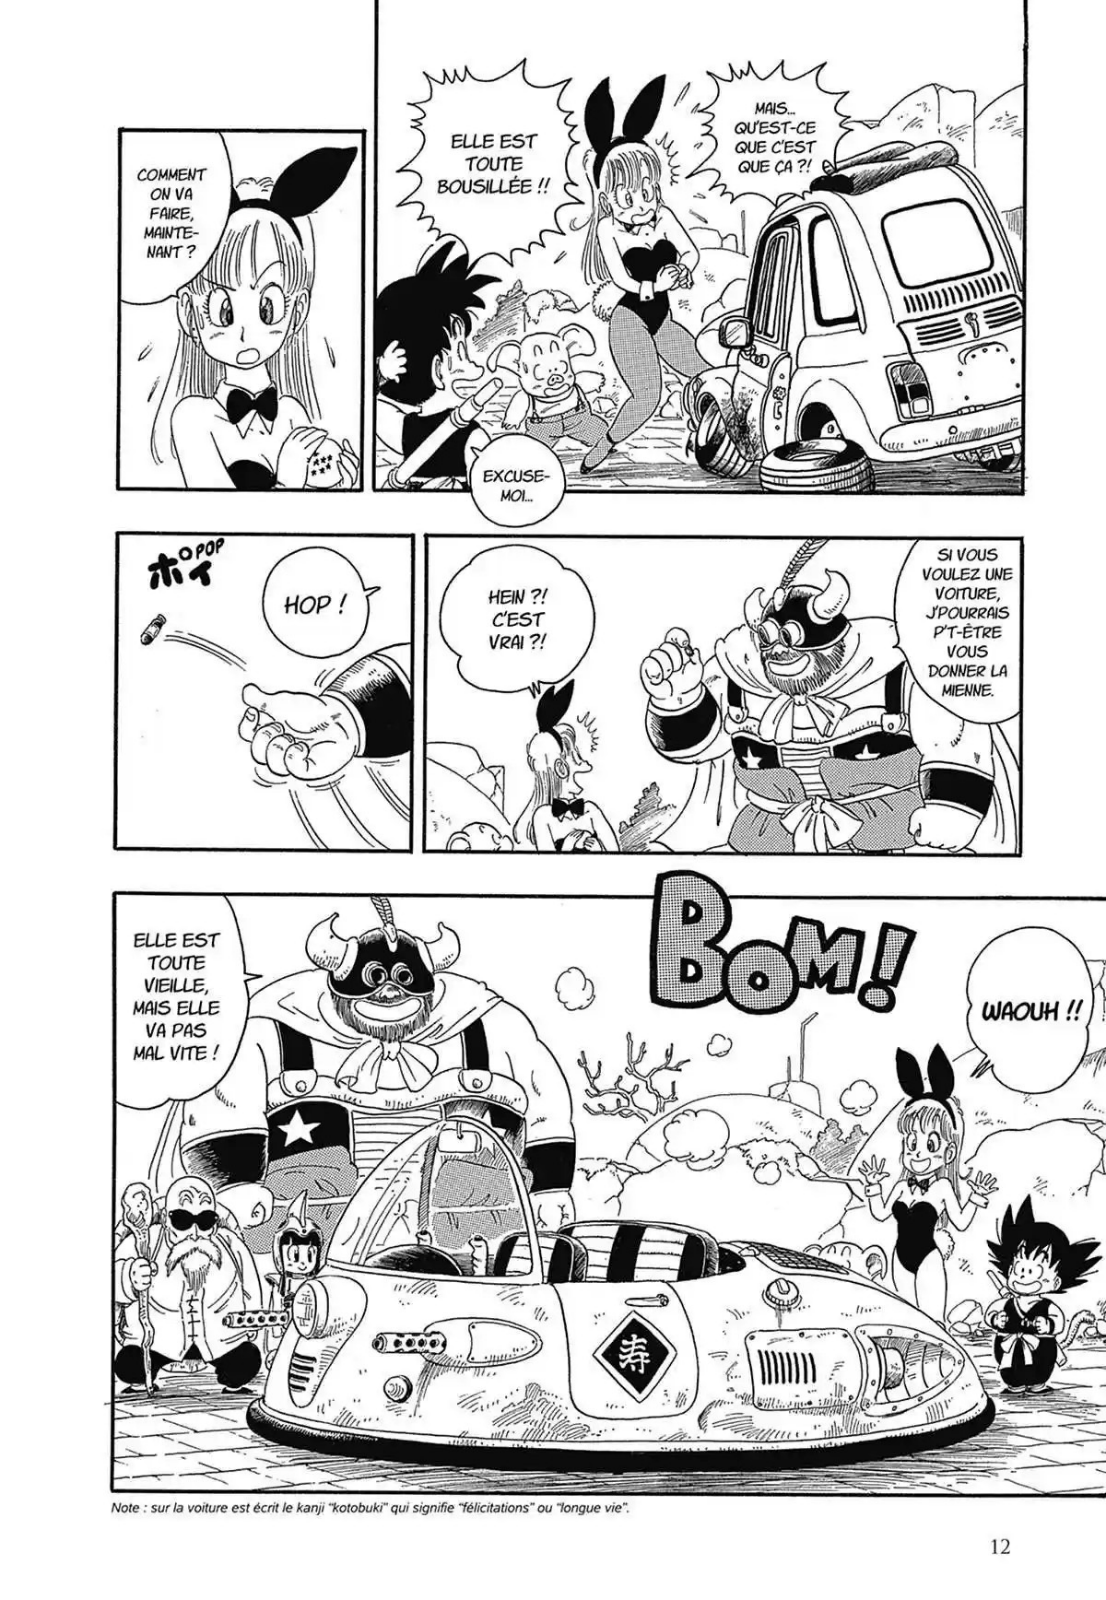 MAIS...
QU'EST-CE
QUE C'EST
QUE ÇA ?!
ELLE EST
TOUTE
BOUSILLÉE !!
EXCUSE-
MOI...
COMMENT
ON VA
FAIRE,
MAINTE-
NANT ?
SI VOUS
VOULEZ UNE
VOITURE,
J'POURRAIS
P'T-ÊTRE
VOUS
DONNER LA
MIENNE.
HEIN ?!
C'EST
VRAI ?!
HOP !
ポイ POP
BOM!
WAOUH !!
ELLE EST
TOUTE
VIEILLE,
MAIS ELLE
VA PAS
MAL VITE !
寿
Note : sur la voiture est écrit le kanji "kotobuki" qui signifie "félicitations" ou "longue vie".
12